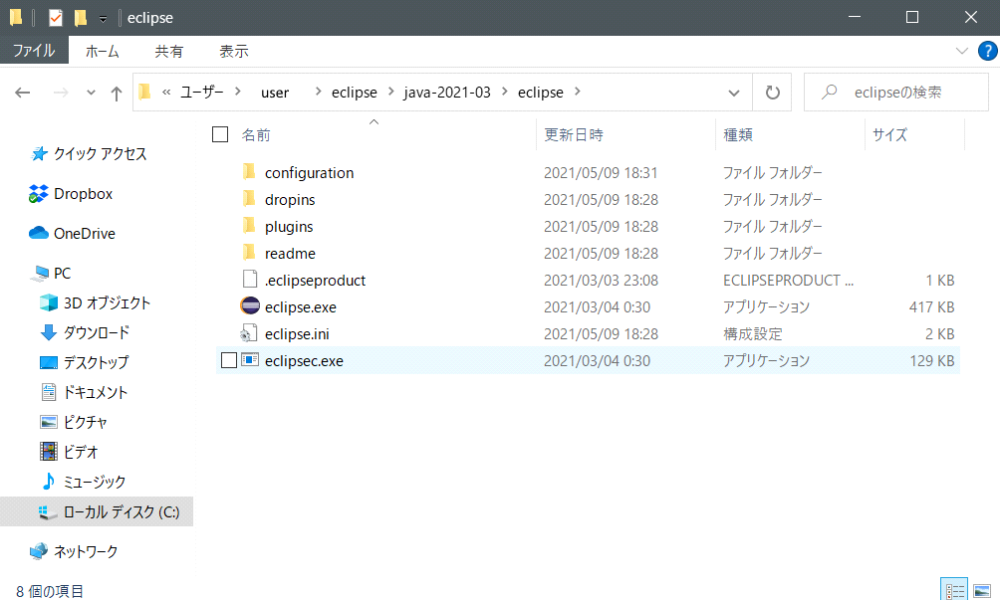 eclipse
ファイル ホーム 共有 表示
« ユーザー > user > eclipse > java-2021-03 > eclipse > eclipseの検索
名前 更新日時 種類 サイズ
クイック アクセス
Dropbox
OneDrive
PC
3D オブジェクト
ダウンロード
デスクトップ
ドキュメント
ピクチャ
ビデオ
ミュージック
ローカル ディスク (C:)
ネットワーク
configuration 2021/05/09 18:31 ファイル フォルダー
dropins 2021/05/09 18:28 ファイル フォルダー
plugins 2021/05/09 18:28 ファイル フォルダー
readme 2021/05/09 18:28 ファイル フォルダー
.eclipseproduct 2021/03/03 23:08 ECLIPSEPRODUCT ... 1 KB
eclipse.exe 2021/03/04 0:30 アプリケーション 417 KB
eclipse.ini 2021/05/09 18:28 構成設定 2 KB
eclipsec.exe 2021/03/04 0:30 アプリケーション 129 KB
8 個の項目